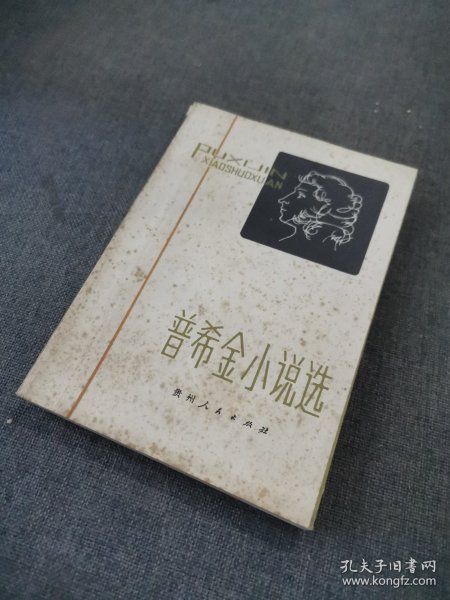 PUXIJIN
XIAOSHUOXUAN
普希金小说选
贵州人民出版社
孔夫子旧书网
www.kongfz.com